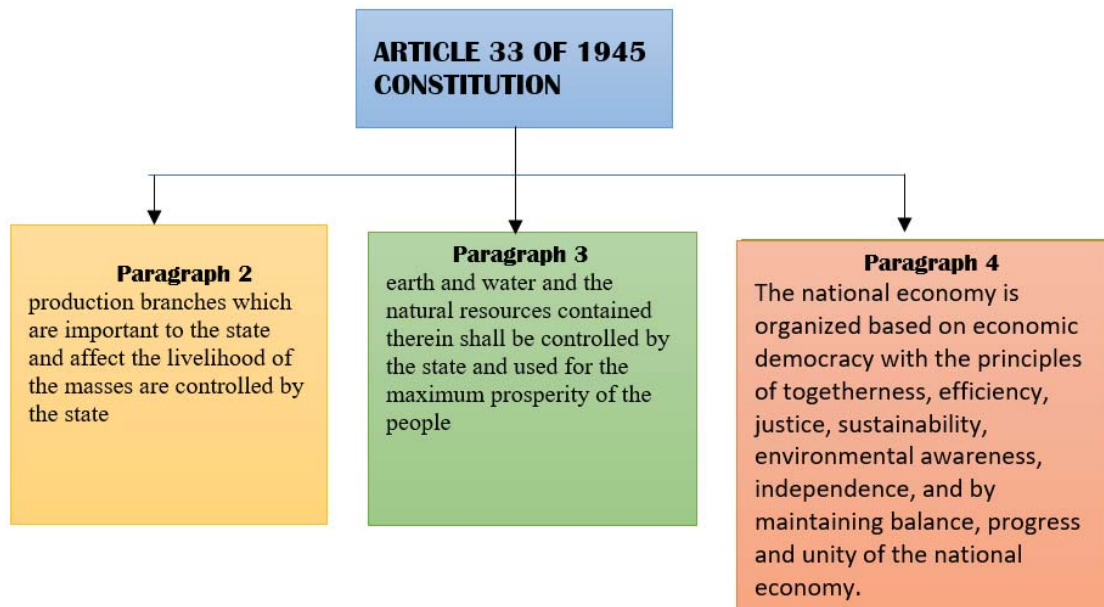 ARTICLE 33 OF 1945
CONSTITUTION
Paragraph 2
production branches which
are important to the state
and affect the livelihood of
the masses are controlled by
the state
Paragraph 3
earth and water and the
natural resources contained
therein shall be controlled by
the state and used for the
maximum prosperity of the
people
Paragraph 4
The national economy is
organized based on economic
democracy with the principles
of togetherness, efficiency,
justice, sustainability,
environmental awareness,
independence, and by
maintaining balance, progress
and unity of the national
economy.